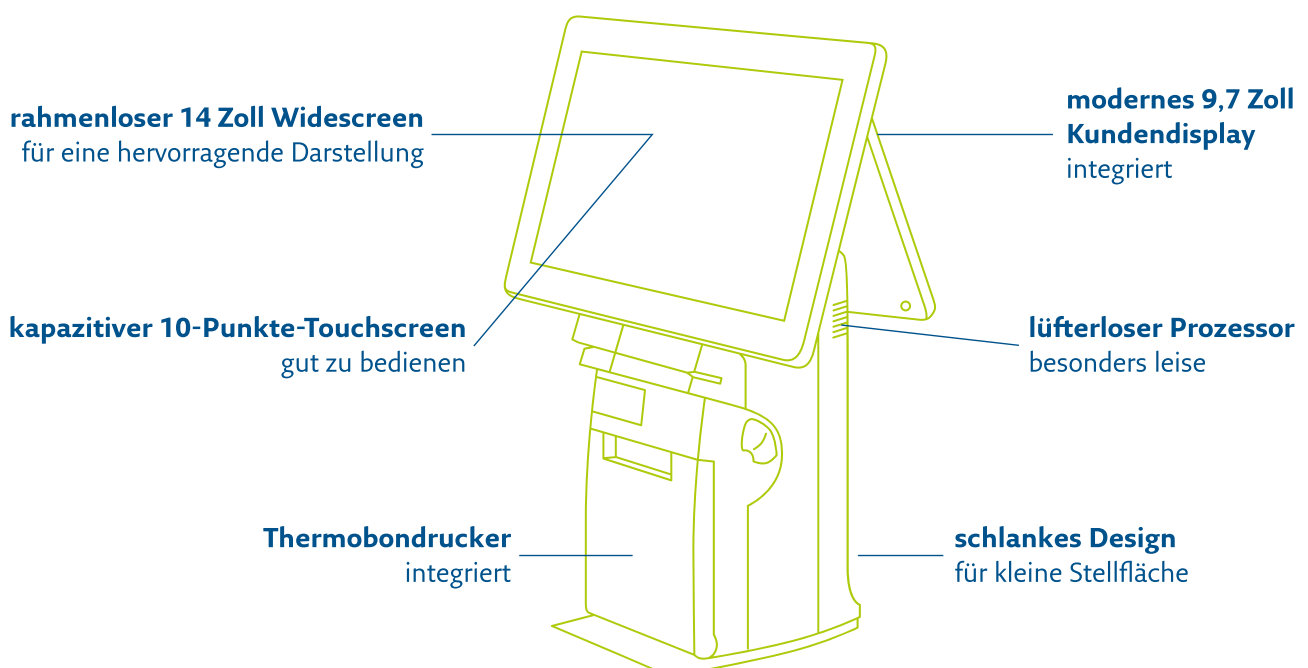 rahmenloser 14 Zoll Widescreen
für eine hervorragende Darstellung
modernes 9,7 Zoll
Kundendisplay
integriert
kapazitiver 10-Punkte-Touchscreen
gut zu bedienen
lüfterloser Prozessor
besonders leise
Thermobondrucker
integriert
schlankes Design
für kleine Stellfläche